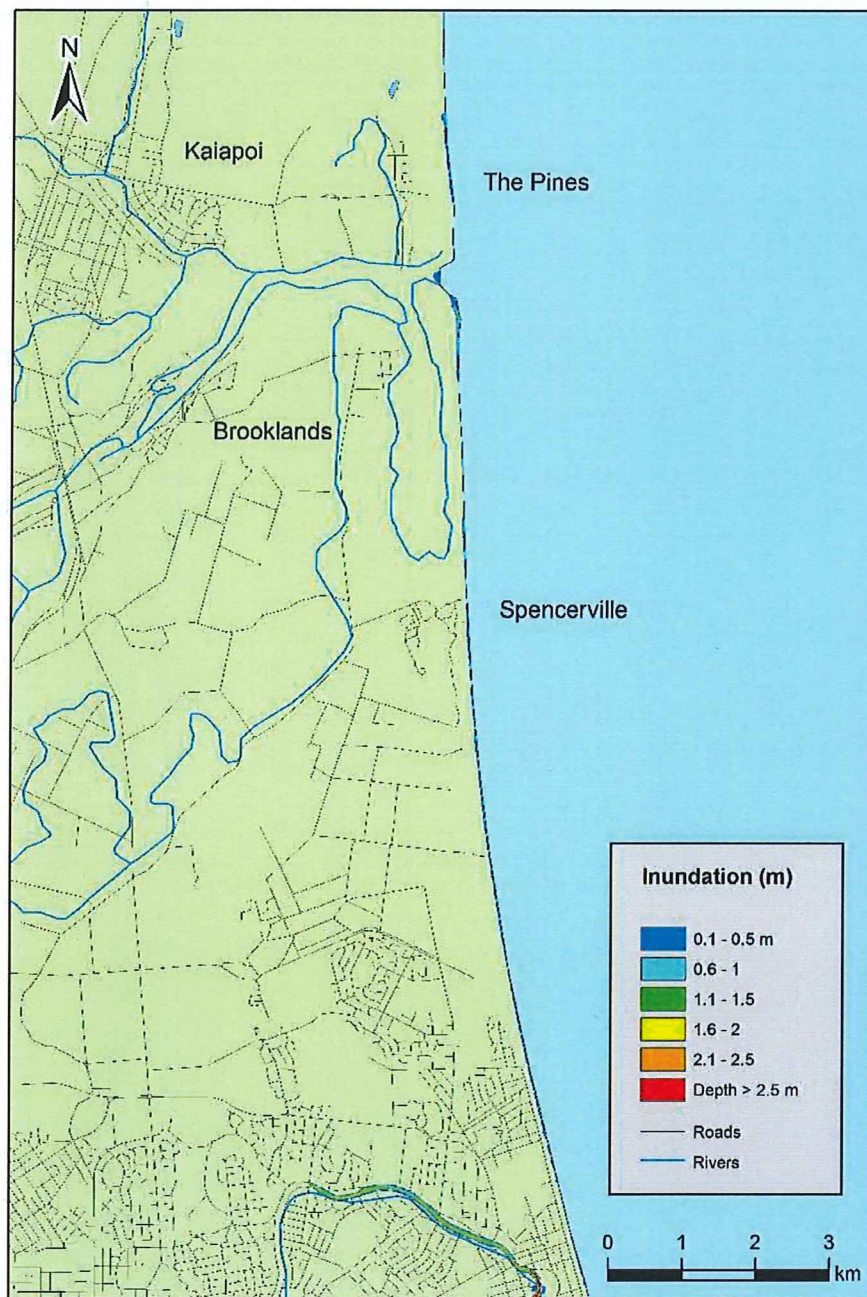 N
Kaiapoi
The Pines
Brooklands
Spencerville
Inundation (m)
0.1 - 0.5 m
0.6 - 1
1.1 - 1.5
1.6 - 2
2.1 - 2.5
Depth > 2.5 m
Roads
Rivers
0 1 2 3
km